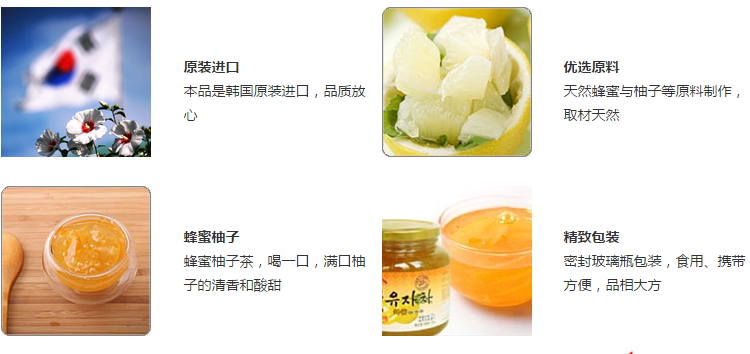 原装进口
本品是韩国原装进口，品质放
心
优选原料
天然蜂蜜与柚子等原料制作，
取材天然
蜂蜜柚子
蜂蜜柚子茶，喝一口，满口柚
子的清香和酸甜
精致包装
密封玻璃瓶包装，食用、携带
方便，品相大方
유자차